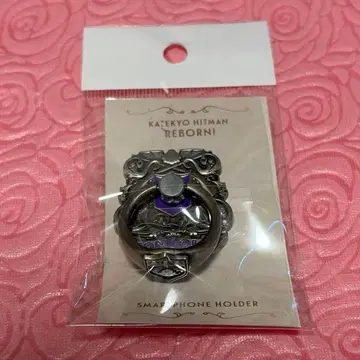 KATEKYO HITMAN
REBORN!
SMARTPHONE HOLDER